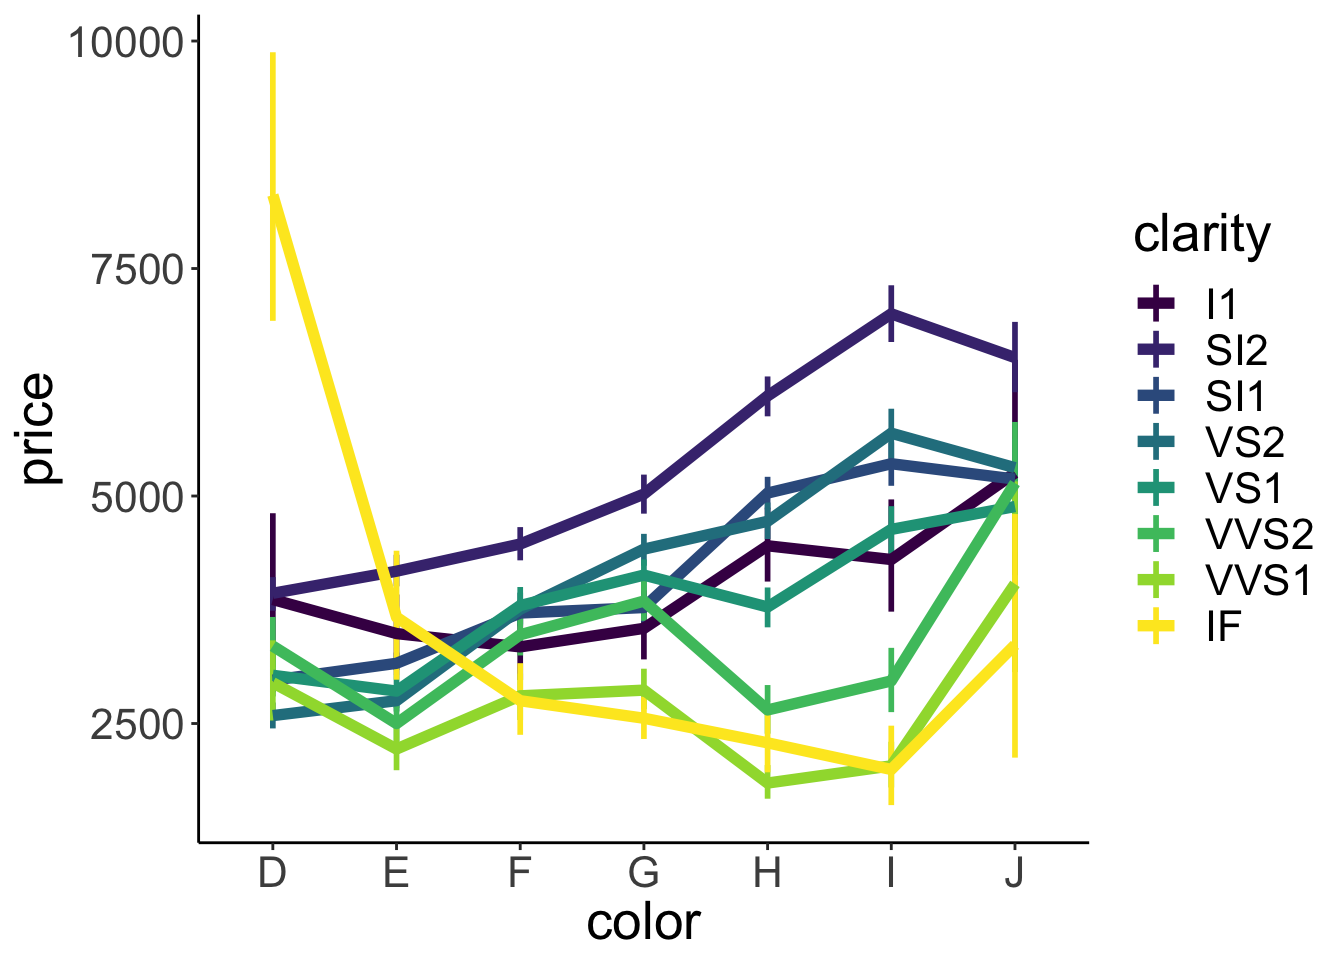 10000
7500
5000
2500
price
D E F G H I J
color
clarity
I1
SI2
SI1
VS2
VS1
VVS2
VVS1
IF